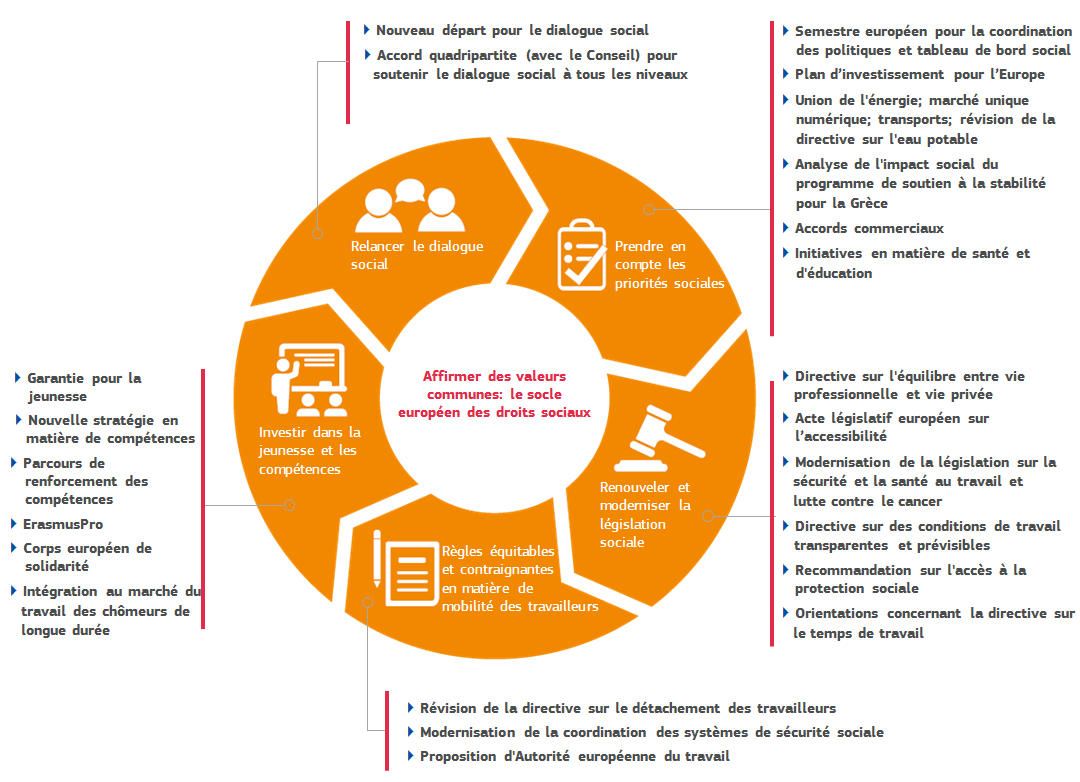 Nouveau départ pour le dialogue social
Accord quadripartite (avec le Conseil) pour
soutenir le dialogue social à tous les niveaux
Semestre européen pour la coordination
des politiques et tableau de bord social
Plan d’investissement pour l’Europe
Union de l'énergie; marché unique
numérique; transports; révision de la
directive sur l'eau potable
Analyse de l'impact social du
programme de soutien à la stabilité
pour la Grèce
Accords commerciaux
Initiatives en matière de santé et
d'éducation
Relancer le dialogue
social
Prendre en
compte les
priorités sociales
Affirmer des valeurs
communes: le socle
européen des droits sociaux
Investir dans la
jeunesse et les
compétences
Renouveler et
moderniser la
législation
sociale
Règles équitables
et contraignantes
en matière de
mobilité des travailleurs
Garantie pour la
jeunesse
Nouvelle stratégie en
matière de compétences
Parcours de
renforcement des
compétences
ErasmusPro
Corps européen de
solidarité
Intégration au marché du
travail des chômeurs de
longue durée
Directive sur l'équilibre entre vie
professionnelle et vie privée
Acte législatif européen sur
l’accessibilité
Modernisation de la législation sur la
sécurité et la santé au travail et
lutte contre le cancer
Directive sur des conditions de travail
transparentes et prévisibles
Recommandation sur l'accès à la
protection sociale
Orientations concernant la directive sur
le temps de travail
Révision de la directive sur le détachement des travailleurs
Modernisation de la coordination des systèmes de sécurité sociale
Proposition d'Autorité européenne du travail